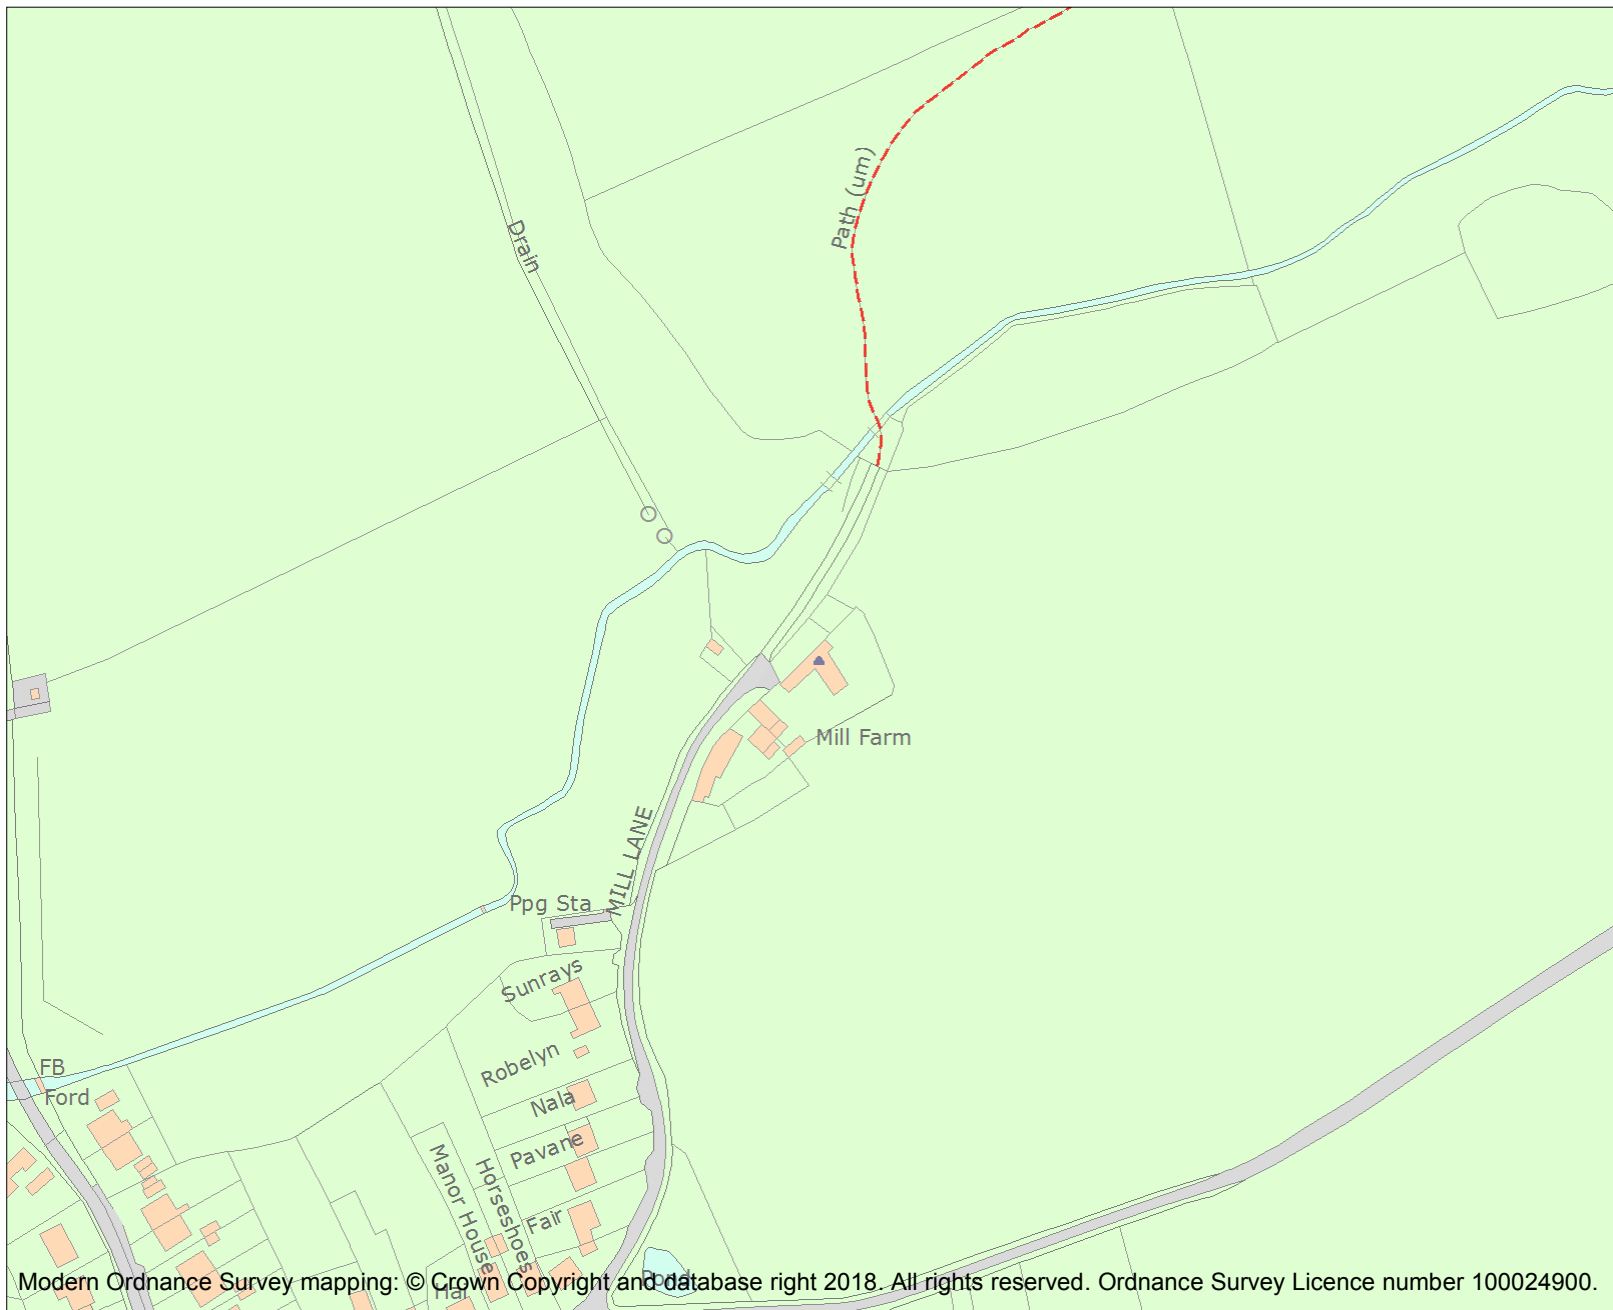 Path (um)
Drain
Mill Farm
MILL LANE
Ppg Sta
Sunrays
Robelyn
FB
Ford
Nala
Pavane
Manor House
Horseshoes
Fair
Pond
Modern Ordnance Survey mapping: © Crown Copyright and database right 2018. All rights reserved. Ordnance Survey Licence number 100024900.